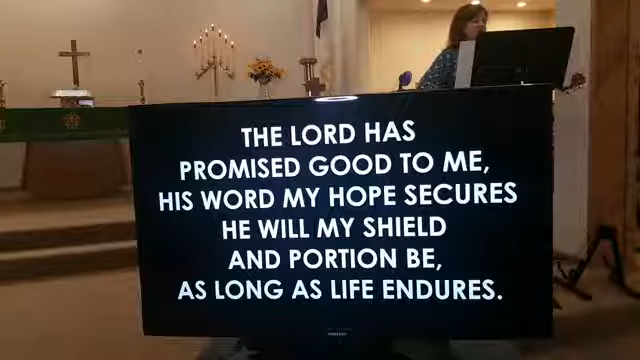 THE LORD HAS
PROMISED GOOD TO ME,
HIS WORD MY HOPE SECURES
HE WILL MY SHIELD
AND PORTION BE,
AS LONG AS LIFE ENDURES.